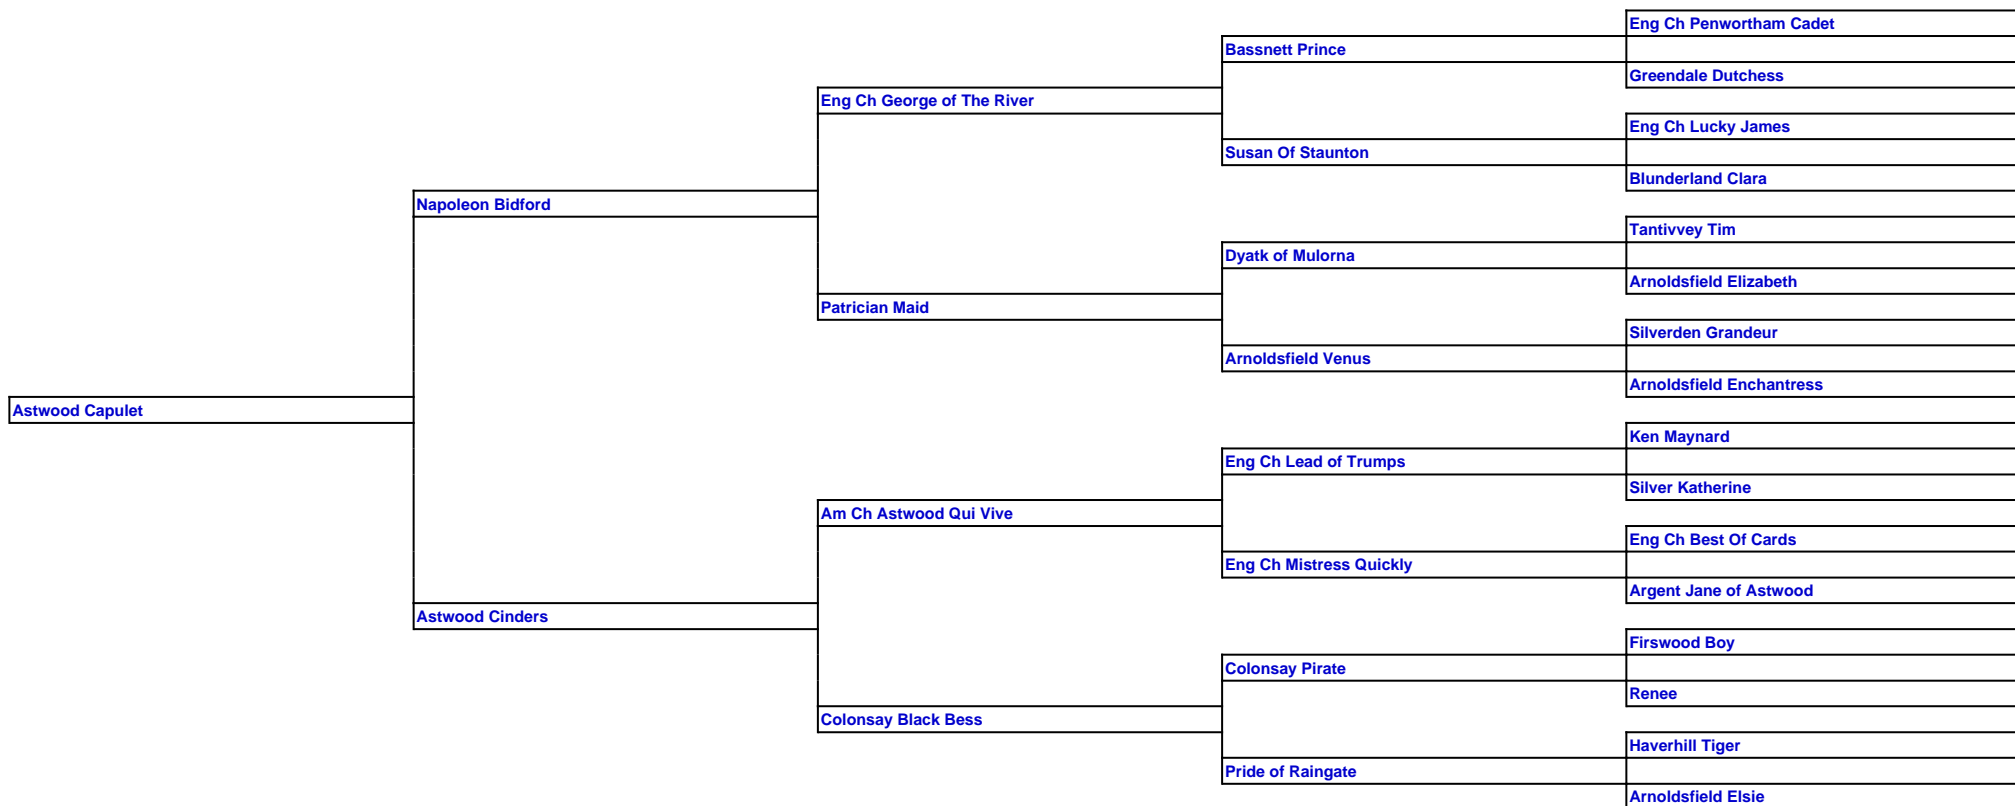 Eng Ch Penwortham Cadet
Bassnett Prince
Greendale Dutchess
Eng Ch George of The River
Eng Ch Lucky James
Susan Of Staunton
Blunderland Clara
Napoleon Bidford
Tantivvey Tim
Dyatk of Mulorna
Arnoldsfield Elizabeth
Patrician Maid
Silverden Grandeur
Arnoldsfield Venus
Arnoldsfield Enchantress
Astwood Capulet
Ken Maynard
Eng Ch Lead of Trumps
Silver Katherine
Am Ch Astwood Qui Vive
Eng Ch Best Of Cards
Eng Ch Mistress Quickly
Argent Jane of Astwood
Astwood Cinders
Firswood Boy
Colonsay Pirate
Renee
Colonsay Black Bess
Haverhill Tiger
Pride of Raingate
Arnoldsfield Elsie